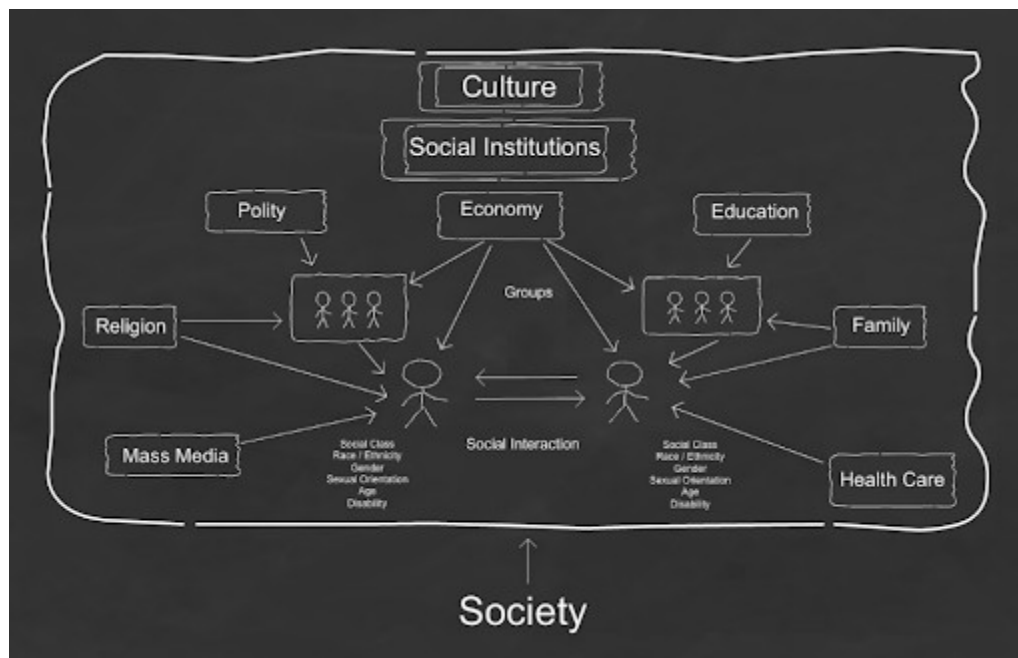 Culture
Social Institutions
Polity
Economy
Education
Groups
Religion
Family
Mass Media
Social Class
Race / Ethnicity
Gender
Sexual Orientation
Age
Disability
Social Interaction
Social Class
Race / Ethnicity
Gender
Sexual Orientation
Age
Disability
Health Care
Society